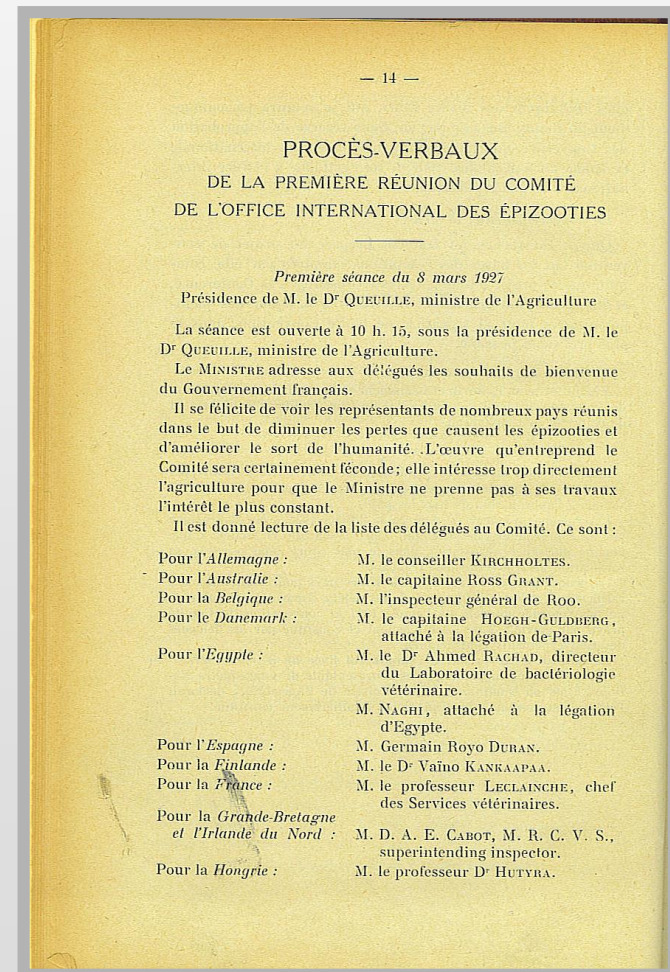 — 14 —
PROCÈS-VERBAUX
DE LA PREMIÈRE RÉUNION DU COMITÉ
DE L'OFFICE INTERNATIONAL DES ÉPIZOOTIES
Première séance du 8 mars 1927
Présidence de M. le Dr QUEUILLE, ministre de l'Agriculture
La séance est ouverte à 10 h. 15, sous la présidence de M. le
Dr QUEUILLE, ministre de l'Agriculture.
Le MINISTRE adresse aux délégués les souhaits de bienvenue
du Gouvernement français.
Il se félicite de voir les représentants de nombreux pays réunis
dans le but de diminuer les pertes que causent les épizooties et
d'améliorer le sort de l'humanité. .L'œuvre qu'entreprend le
Comité sera certainement féconde; elle intéresse trop directement
l'agriculture pour que le Ministre ne prenne pas à ses travaux
l'intérêt le plus constant.
Il est donné lecture de la liste des délégués au Comité. Ce sont :
Pour l'Allemagne : M. le conseiller KIRCHHOLTES.
Pour l'Australie : M. le capitaine Ross GRANT.
Pour la Belgique : M. l'inspecteur général de ROO.
Pour le Danemark : M. le capitaine HOEGH-GULDBERG,
attaché à la légation de Paris.
Pour l'Egypte : M. le Dr Ahmed RACHAD, directeur
du Laboratoire de bactériologie
vétérinaire.
M. NAGHI, attaché à la légation
d'Egypte.
Pour l'Espagne : M. Germain Royo DURAN.
Pour la Finlande : M. le Dr Vaïno KANKAAPAA.
Pour la France : M. le professeur LECLAINCHE, chef
des Services vétérinaires.
Pour la Grande-Bretagne
et l'Irlande du Nord : M. D. A. E. CABOT, M. R. C. V. S.,
superintending inspector.
Pour la Hongrie : M. le professeur Dr HUTYRA.